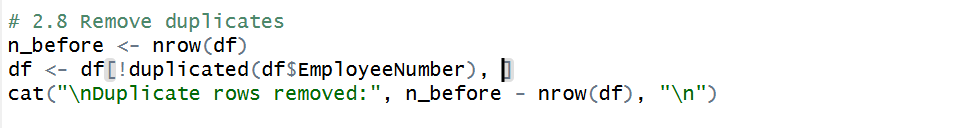 # 2.8 Remove duplicates
n_before <- nrow(df)
df <- df[!duplicated(df$EmployeeNumber), ]
cat("\nDuplicate rows removed:", n_before - nrow(df), "\n")